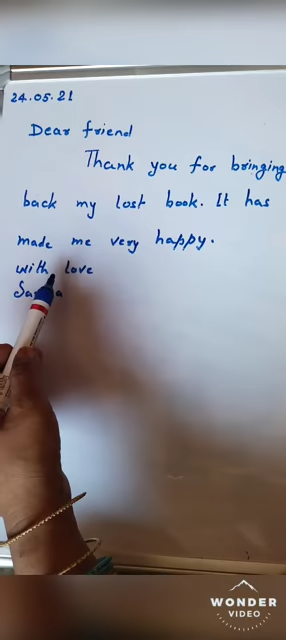 24.05.21
Dear friend
Thank you for bringing
back my lost book. It has
made me very happy.
with love
WONDER
VIDEO